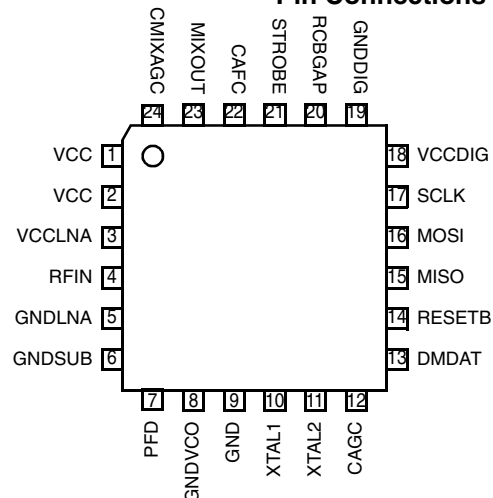 Pin Connections
CMIXAGC
MIXOUT
CAFC
STROBE
RCBGAP
GNDDIG
24 23 22 21 20 19
VCC 1
VCC 2
VCCLNA 3
RFIN 4
GNDLNA 5
GNDSUB 6
18 VCCDIG
17 SCLK
16 MOSI
15 MISO
14 RESETB
13 DMDAT
7 8 9 10 11 12
PFD
GNDVCO
GND
XTAL1
XTAL2
CAGC